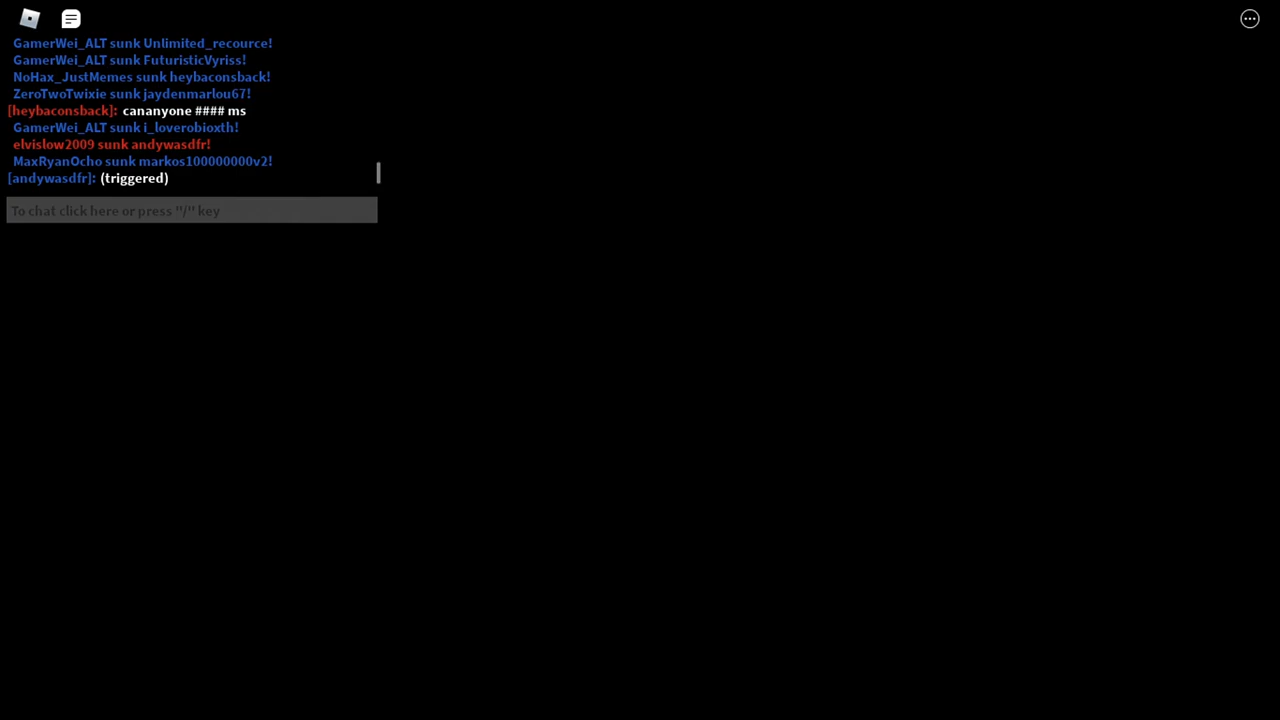 GamerWei_ALT sunk Unlimited_recource!
GamerWei_ALT sunk FuturisticVyriss!
NoHax_JustMemes sunk heybaconsback!
ZeroTwoTwixie sunk jaydenmarlou67!
[heybaconsback]: cananyone #### ms
GamerWei_ALT sunk i_loverobioxth!
elvislow2009 sunk andywasdfr!
MaxRyanOcho sunk markos100000000v2!
[andywasdfr]: (triggered)
To chat click here or press "/" key